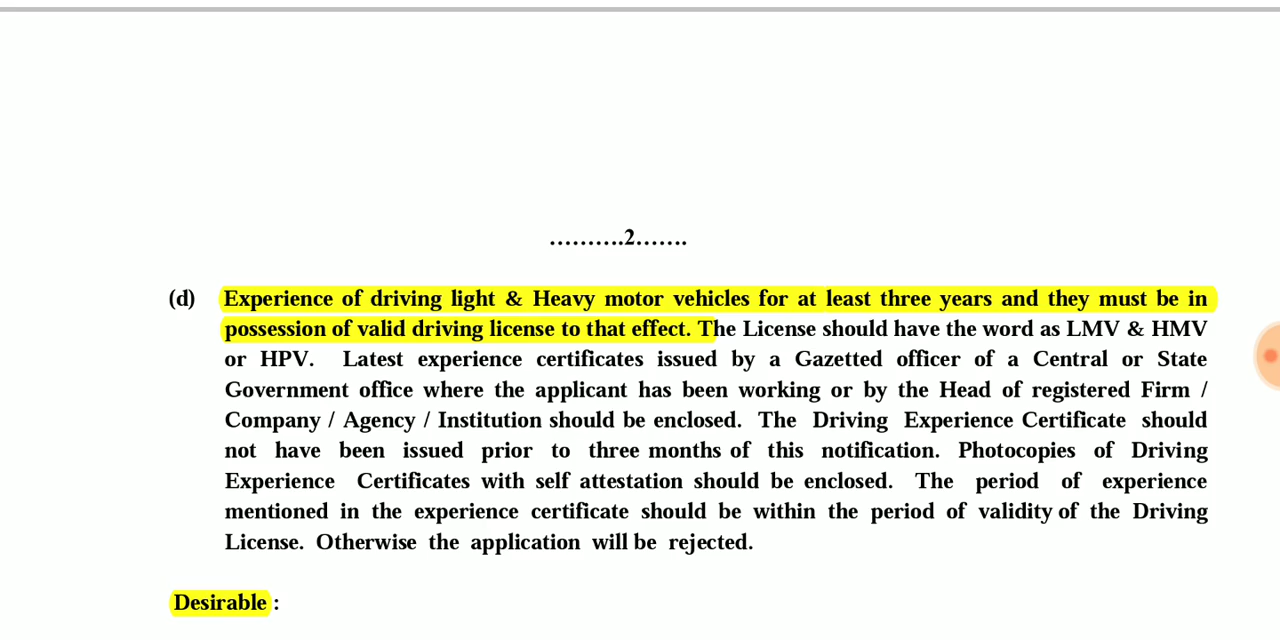 ..........2.......
(d) Experience of driving light & Heavy motor vehicles for at least three years and they must be in
possession of valid driving license to that effect. The License should have the word as LMV & HMV
or HPV. Latest experience certificates issued by a Gazetted officer of a Central or State
Government office where the applicant has been working or by the Head of registered Firm /
Company / Agency / Institution should be enclosed. The Driving Experience Certificate should
not have been issued prior to three months of this notification. Photocopies of Driving
Experience Certificates with self attestation should be enclosed. The period of experience
mentioned in the experience certificate should be within the period of validity of the Driving
License. Otherwise the application will be rejected.
Desirable :